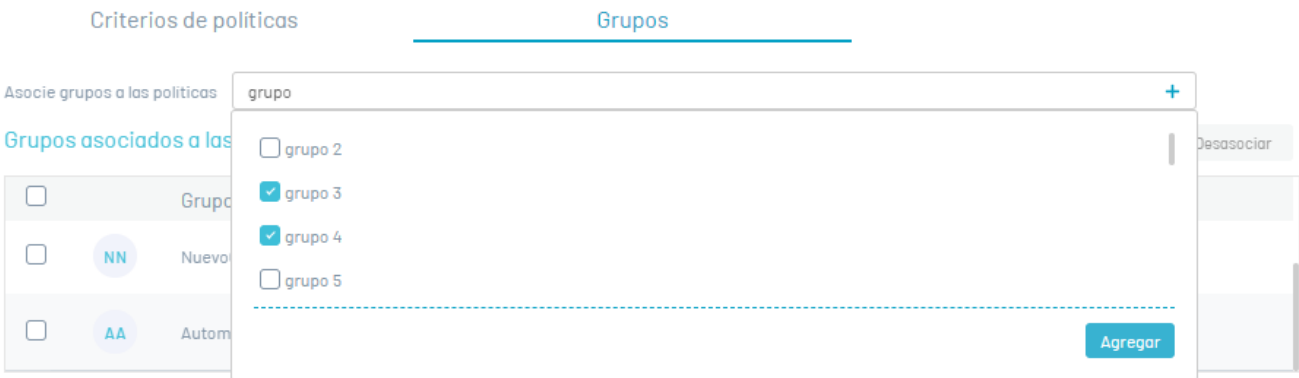 Criterios de políticas Grupos
Asocie grupos a las políticas grupo +
Grupos asociados a las
grupo 2
Desasociar
grupo 3
Grupo
grupo 4
NN Nuevo
grupo 5
AA Autom
Agregar